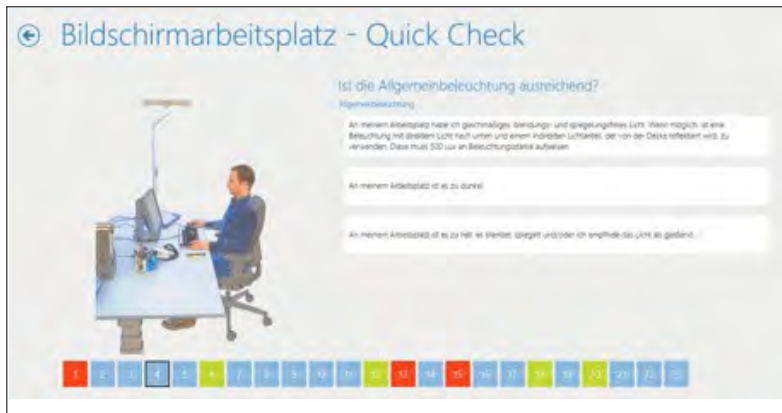 Bildschirmarbeitsplatz - Quick Check
Ist die Allgemeinbeleuchtung ausreichend?
Allgemeinbeleuchtung
An meinem Arbeitsplatz habe ich gleichmäßiges, blendungs- und spiegelungsfreies Licht. Wenn möglich, ist eine
Beleuchtung mit direktem Licht nach unten und einem indirekten Lichtanteil, der von der Decke reflektiert wird, zu
verwenden. Diese muss 500 Lux an Beleuchtungsstärke aufweisen.
An meinem Arbeitsplatz ist es zu dunkel.
An meinem Arbeitsplatz ist es zu hell, es blendet, spiegelt und/oder ich empfinde das Licht als gleißend.
1 2 3 4 5 6 7 8 9 10 11 12 13 14 15 16 17 18 19 20 21 22 23